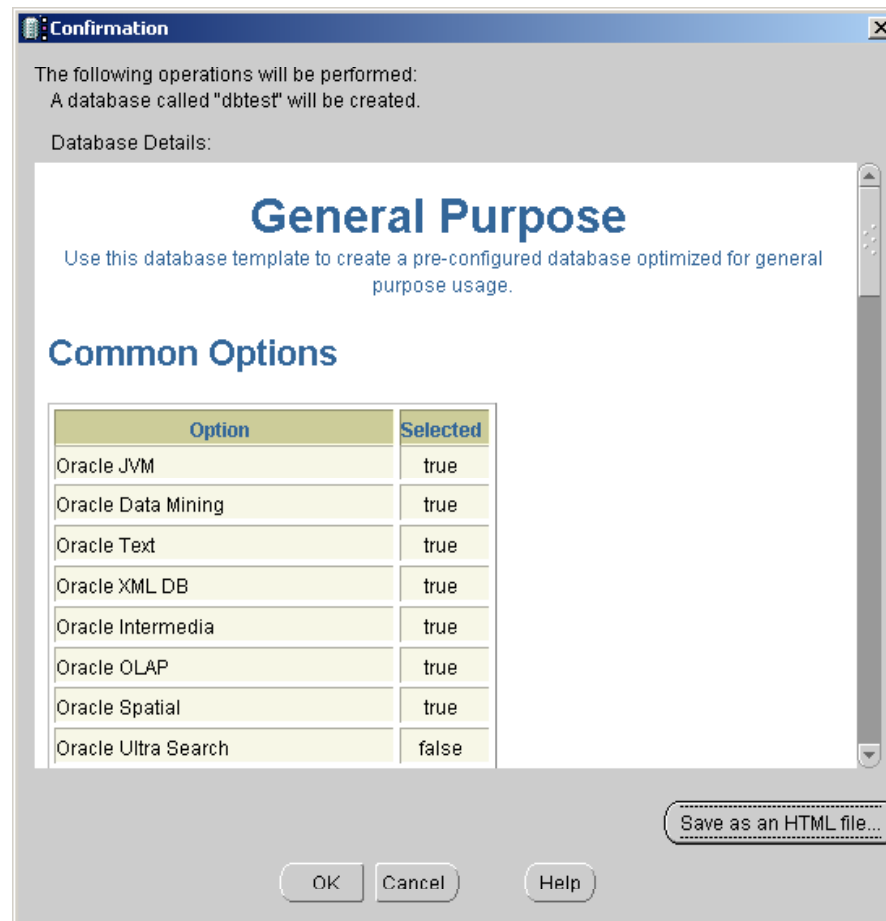 Confirmation
The following operations will be performed:
A database called "dbtest" will be created.
Database Details:
General Purpose
Use this database template to create a pre-configured database optimized for general
purpose usage.
Common Options
Option Selected
Oracle JVM true
Oracle Data Mining true
Oracle Text true
Oracle XML DB true
Oracle Intermedia true
Oracle OLAP true
Oracle Spatial true
Oracle Ultra Search false
Save as an HTML file...
OK Cancel Help